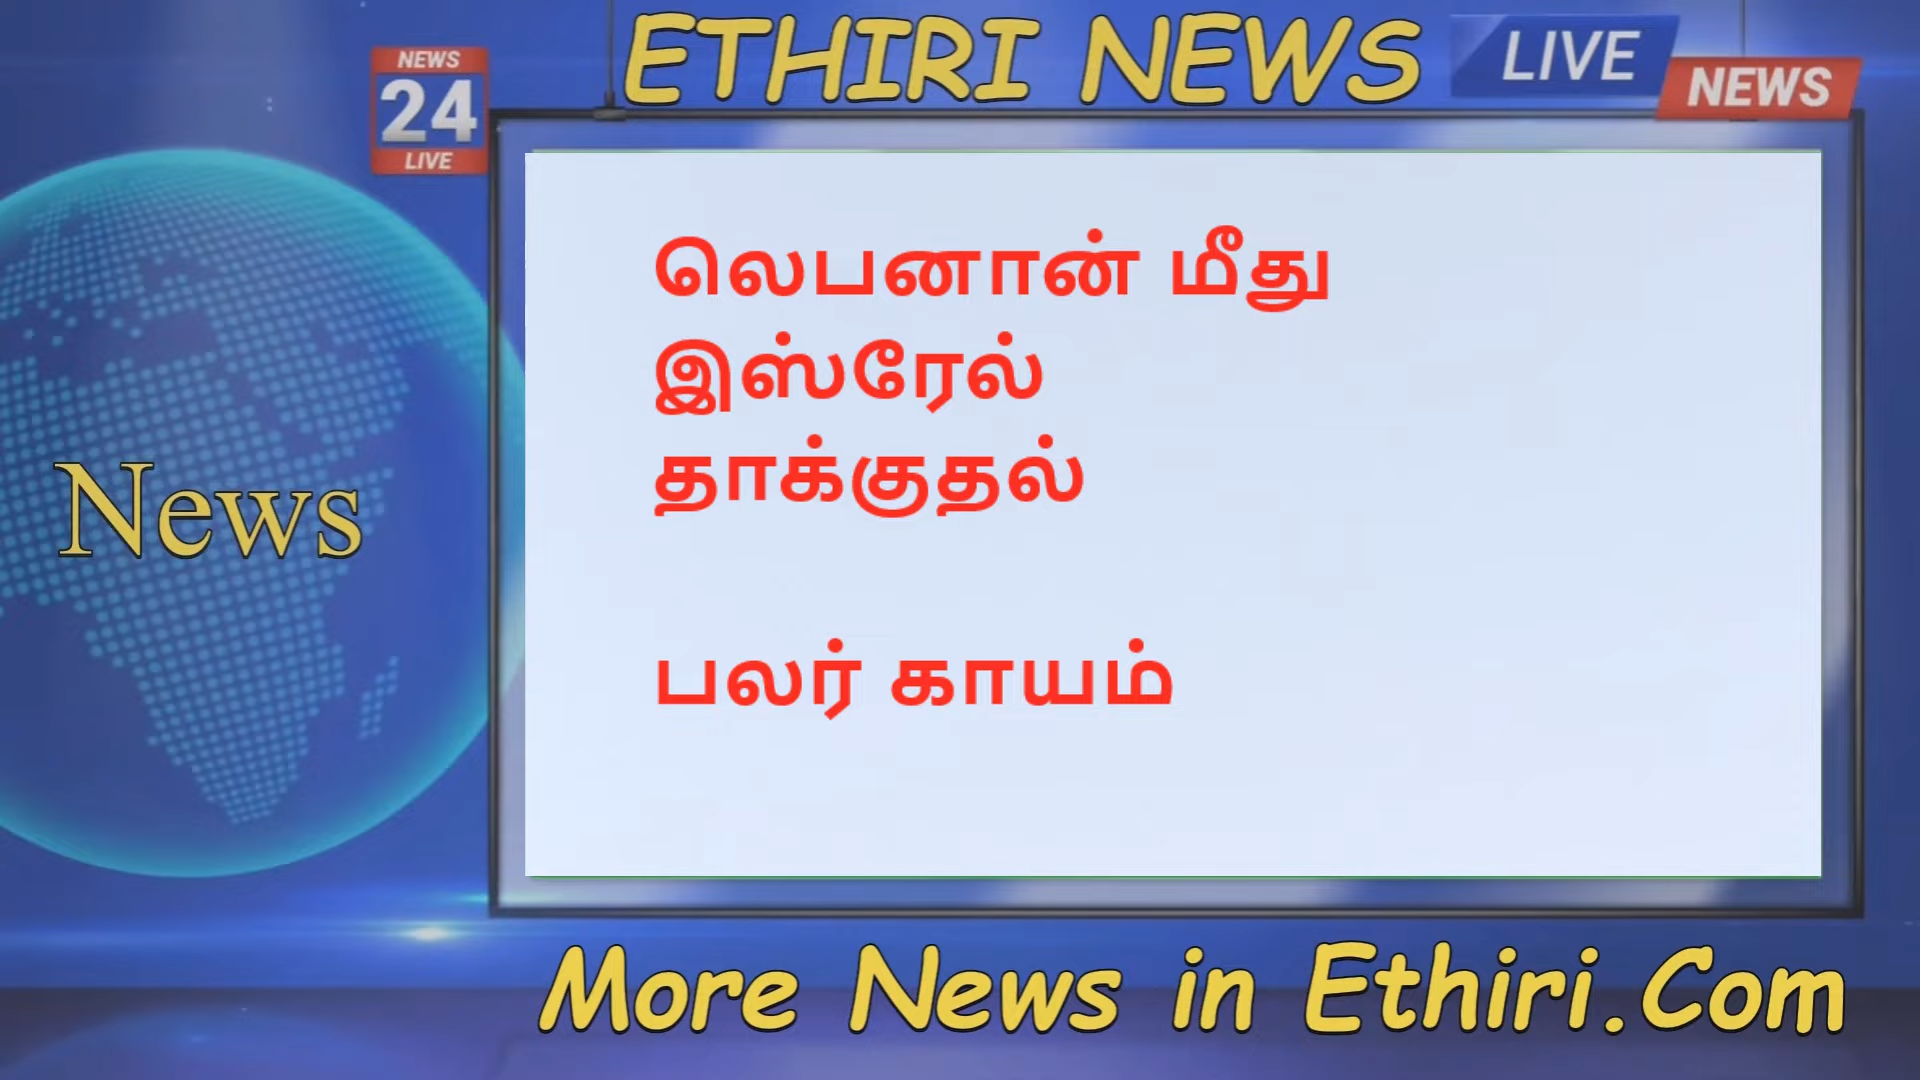 ETHIRI NEWS
LIVE
NEWS
NEWS
24
LIVE
லெபனான் மீது
இஸ்ரேல்
தாக்குதல்
பலர் காயம்
News
More News in Ethiri.Com